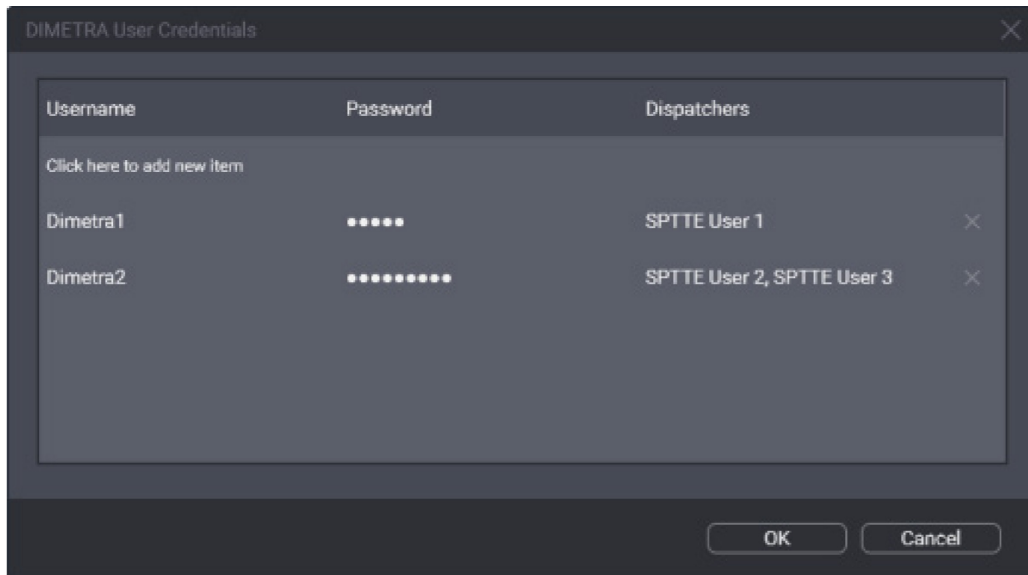 DIMETRA User Credentials
Username Password Dispatchers
Click here to add new item
Dimetra1 ●●●●● SPTTE User 1
Dimetra2 ●●●●●●●●● SPTTE User 2, SPTTE User 3
OK Cancel